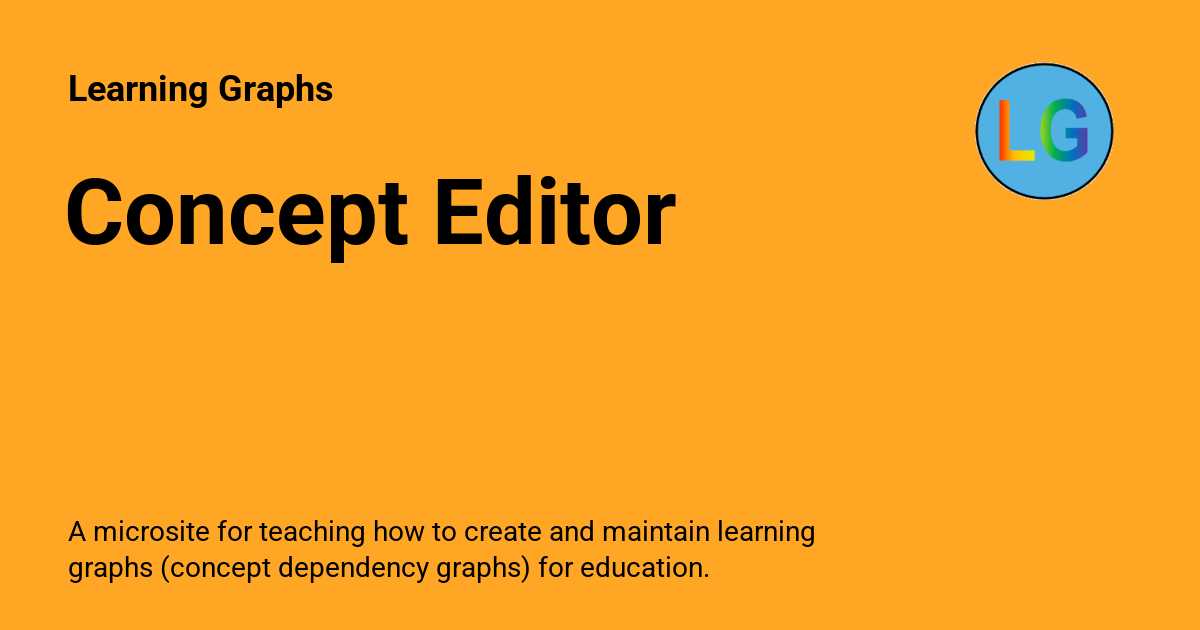 Learning Graphs
LG
Concept Editor
A microsite for teaching how to create and maintain learning
graphs (concept dependency graphs) for education.